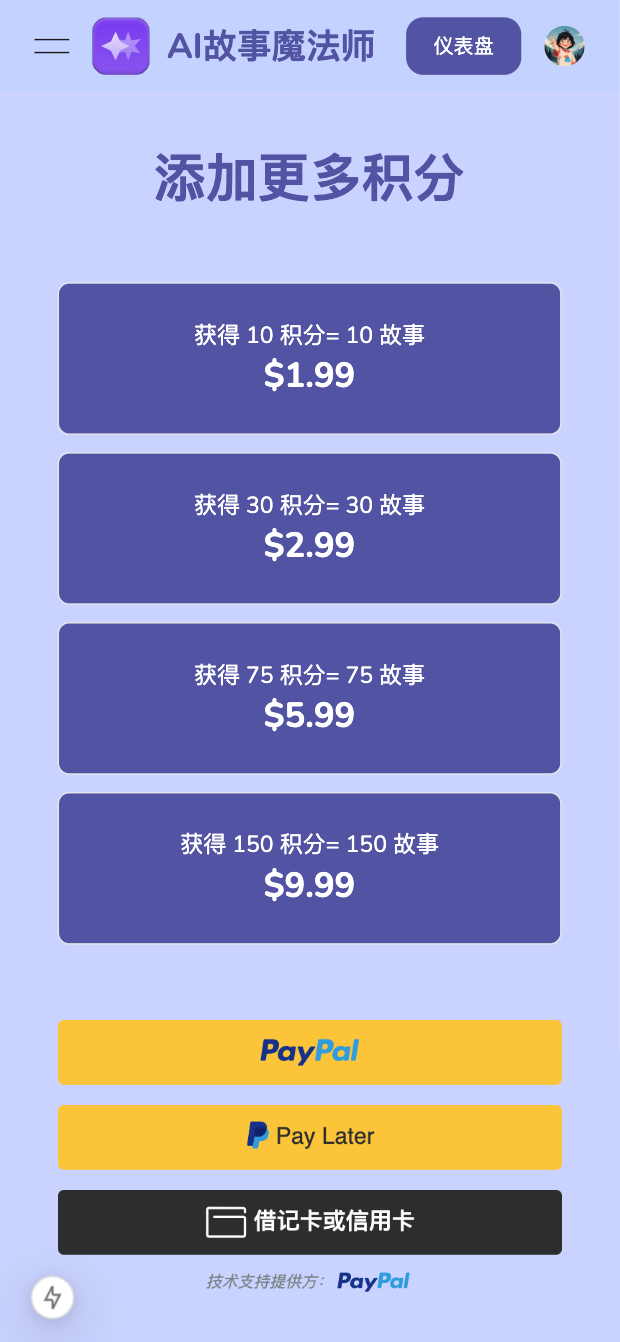 AI故事魔法师
仪表盘
添加更多积分
获得 10 积分= 10 故事
$1.99
获得 30 积分= 30 故事
$2.99
获得 75 积分= 75 故事
$5.99
获得 150 积分= 150 故事
$9.99
PayPal
Pay Later
借记卡或信用卡
技术支持提供方： PayPal